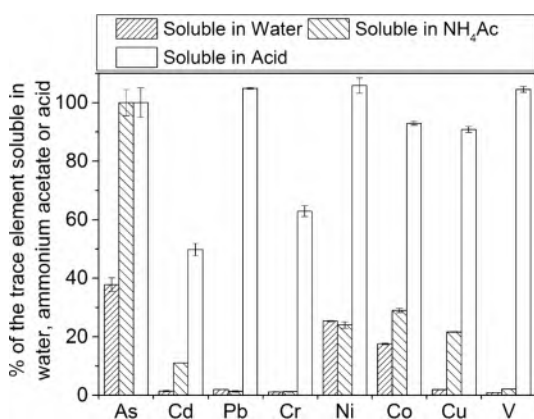 Soluble in Water Soluble in NH₄Ac
Soluble in Acid
% of the trace element soluble in
water, ammonium acetate or acid
100
80
60
40
20
0
As Cd Pb Cr Ni Co Cu V